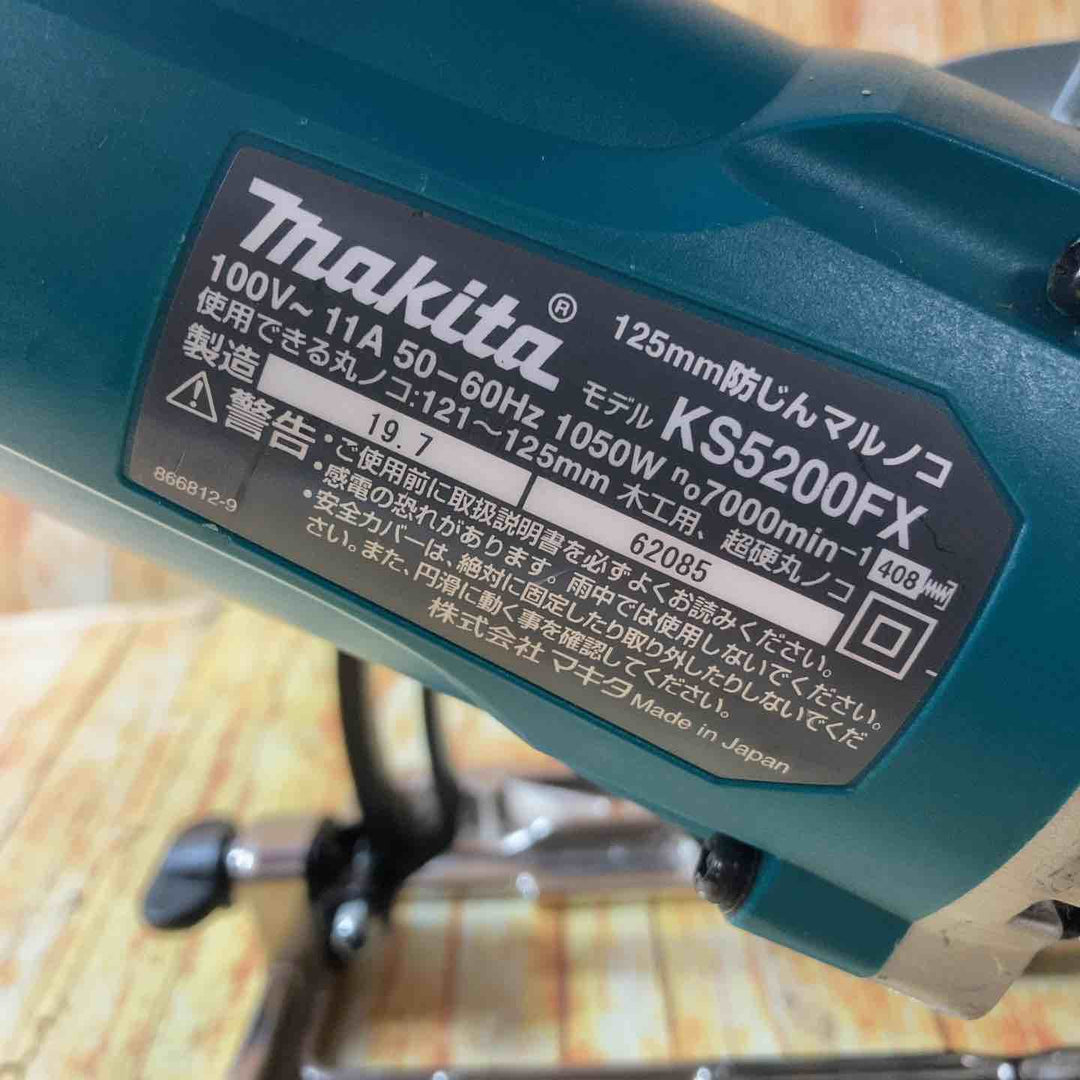 makita®
125mm防じんマルノコ
モデル KS5200FX
100V～ 11A 50-60Hz 1050W n₀7000min-1
使用できる丸ノコ:121～125mm 木工用、超硬丸ノコ
408
製造 19.7 62085
⚠警告
・ご使用前に取扱説明書を必ずよくお読みください。
・感電の恐れがあります。雨中では使用しないでください。
・安全カバーは、絶対に固定したり取り外したりしないでくだ
さい。また、円滑に動く事を確認してください。
866812-9
株式会社 マキタ Made in Japan